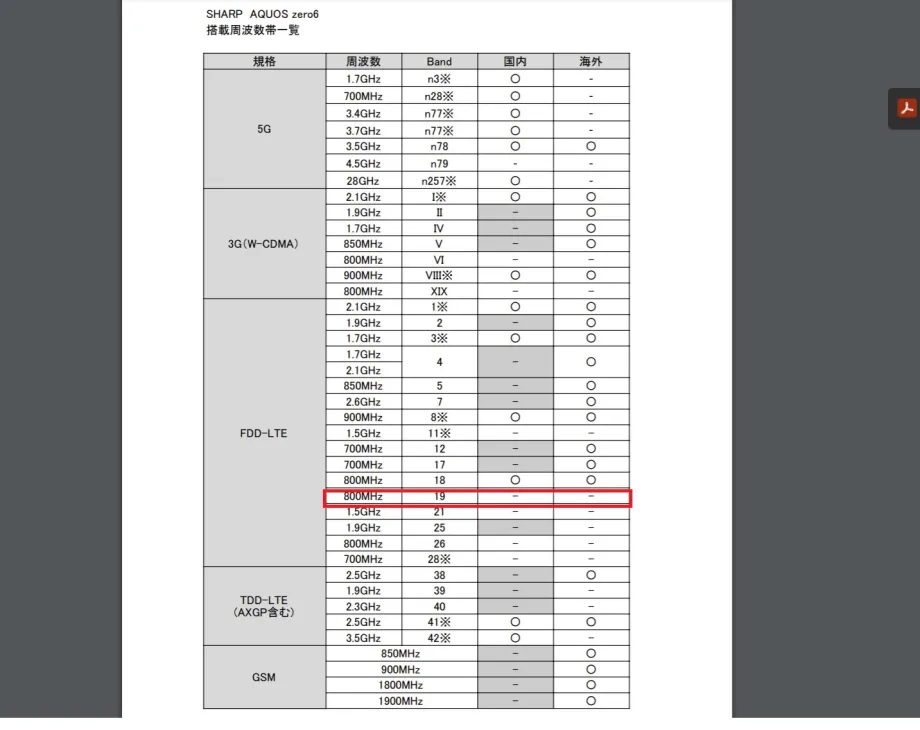 SHARP AQUOS zero6
搭載周波数帯一覧
規格 周波数 Band 国内 海外
5G
1.7GHz n3※ ○ -
700MHz n28※ ○ -
3.4GHz n77※ ○ -
3.7GHz n77※ ○ -
3.5GHz n78 ○ ○
4.5GHz n79 - -
28GHz n257※ ○ -
3G(W-CDMA)
2.1GHz Ⅰ※ ○ ○
1.9GHz Ⅱ - ○
1.7GHz Ⅳ - ○
850MHz Ⅴ - ○
800MHz Ⅵ - -
900MHz Ⅷ※ ○ ○
800MHz XIX - -
FDD-LTE
2.1GHz 1※ ○ ○
1.9GHz 2 - ○
1.7GHz 3※ ○ ○
1.7GHz
2.1GHz 4 - ○
850MHz 5 - ○
2.6GHz 7 - ○
900MHz 8※ ○ ○
1.5GHz 11※ - -
700MHz 12 - ○
700MHz 17 - ○
800MHz 18 ○ ○
800MHz 19 - -
1.5GHz 21 - -
1.9GHz 25 - -
800MHz 26 - -
700MHz 28※ - -
TDD-LTE
(AXGP含む)
2.5GHz 38 - ○
1.9GHz 39 - -
2.3GHz 40 - -
2.5GHz 41※ ○ ○
3.5GHz 42※ ○ -
GSM
850MHz - ○
900MHz - ○
1800MHz - ○
1900MHz - ○